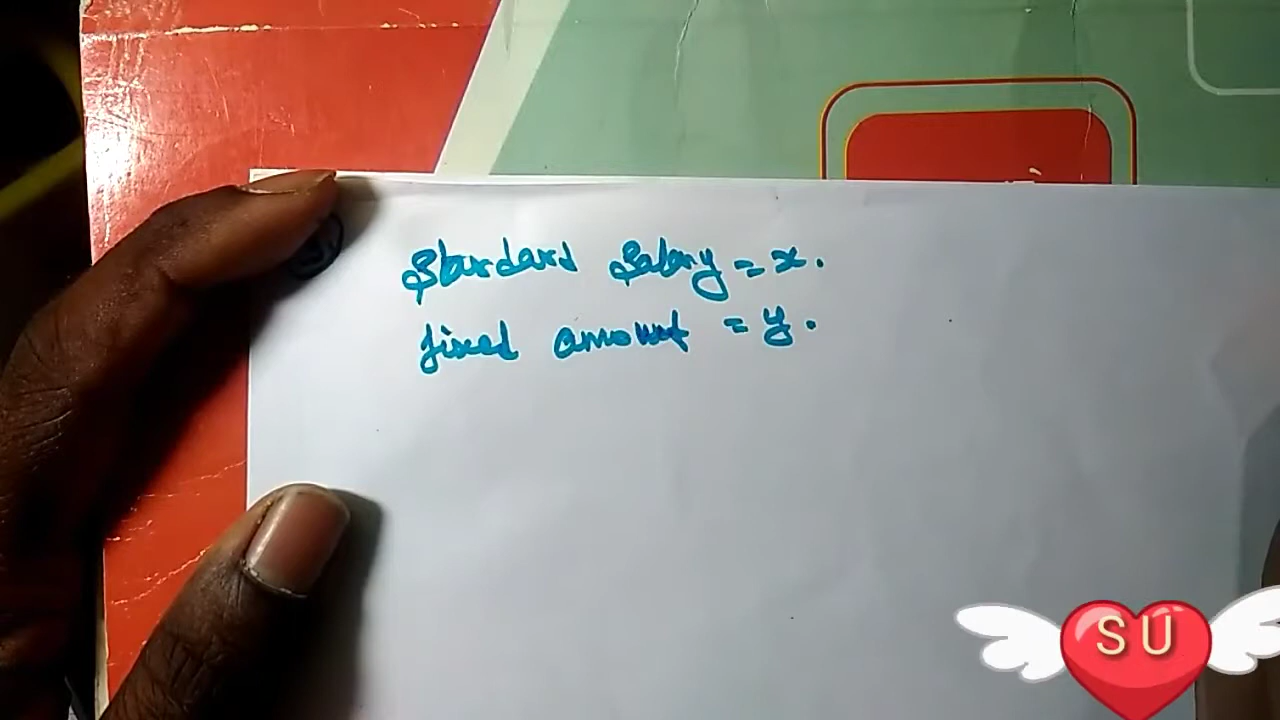 Standard Salary = x.
fixed amount = y.
SU